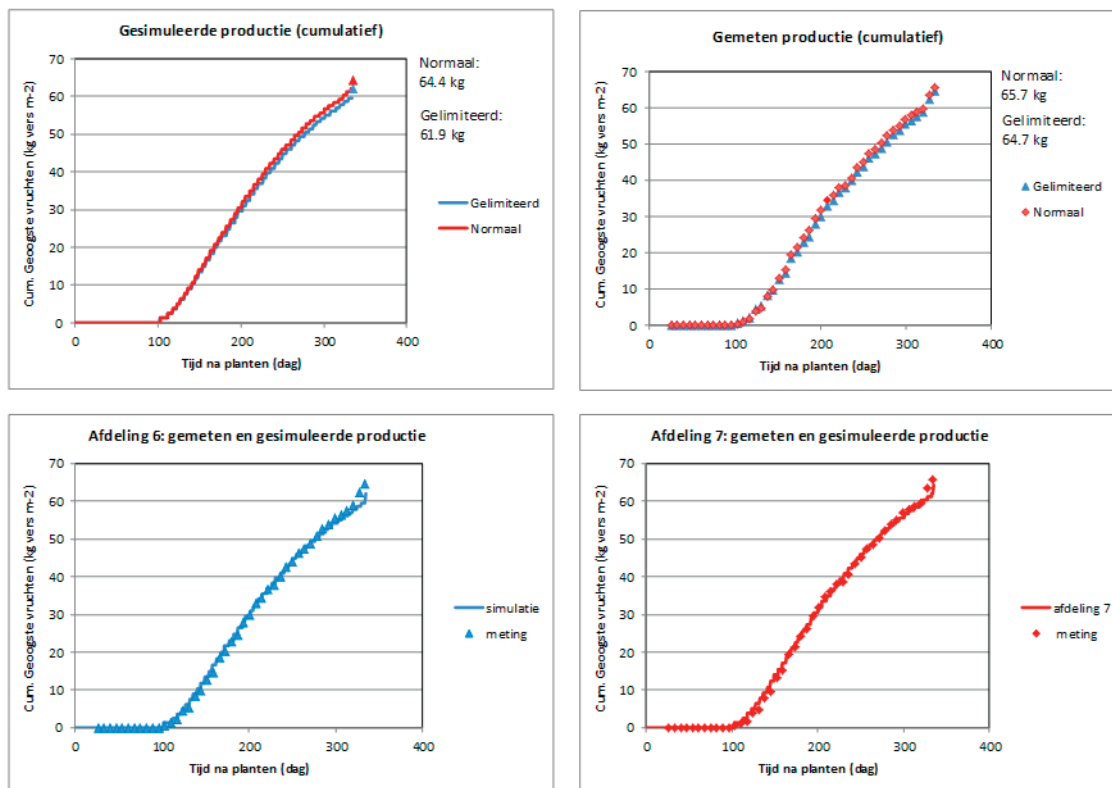 Gesimuleerde productie (cumulatief)
Cum. Geoogste vruchten (kg vers m-2)
70
60
50
40
30
20
10
0
0 100 200 300 400
Tijd na planten (dag)
Normaal:
64.4 kg
Gelimiteerd:
61.9 kg
Gelimiteerd
Normaal
Gemeten productie (cumulatief)
Cum. Geoogste vruchten (kg vers m-2)
70
60
50
40
30
20
10
0
0 100 200 300 400
Tijd na planten (dag)
Normaal:
65.7 kg
Gelimiteerd:
64.7 kg
Gelimiteerd
Normaal
Afdeling 6: gemeten en gesimuleerde productie
Cum. Geoogste vruchten (kg vers m-2)
70
60
50
40
30
20
10
0
0 100 200 300 400
Tijd na planten (dag)
simulatie
meting
Afdeling 7: gemeten en gesimuleerde productie
Cum. Geoogste vruchten (kg vers m-2)
70
60
50
40
30
20
10
0
0 100 200 300 400
Tijd na planten (dag)
afdeling 7
meting